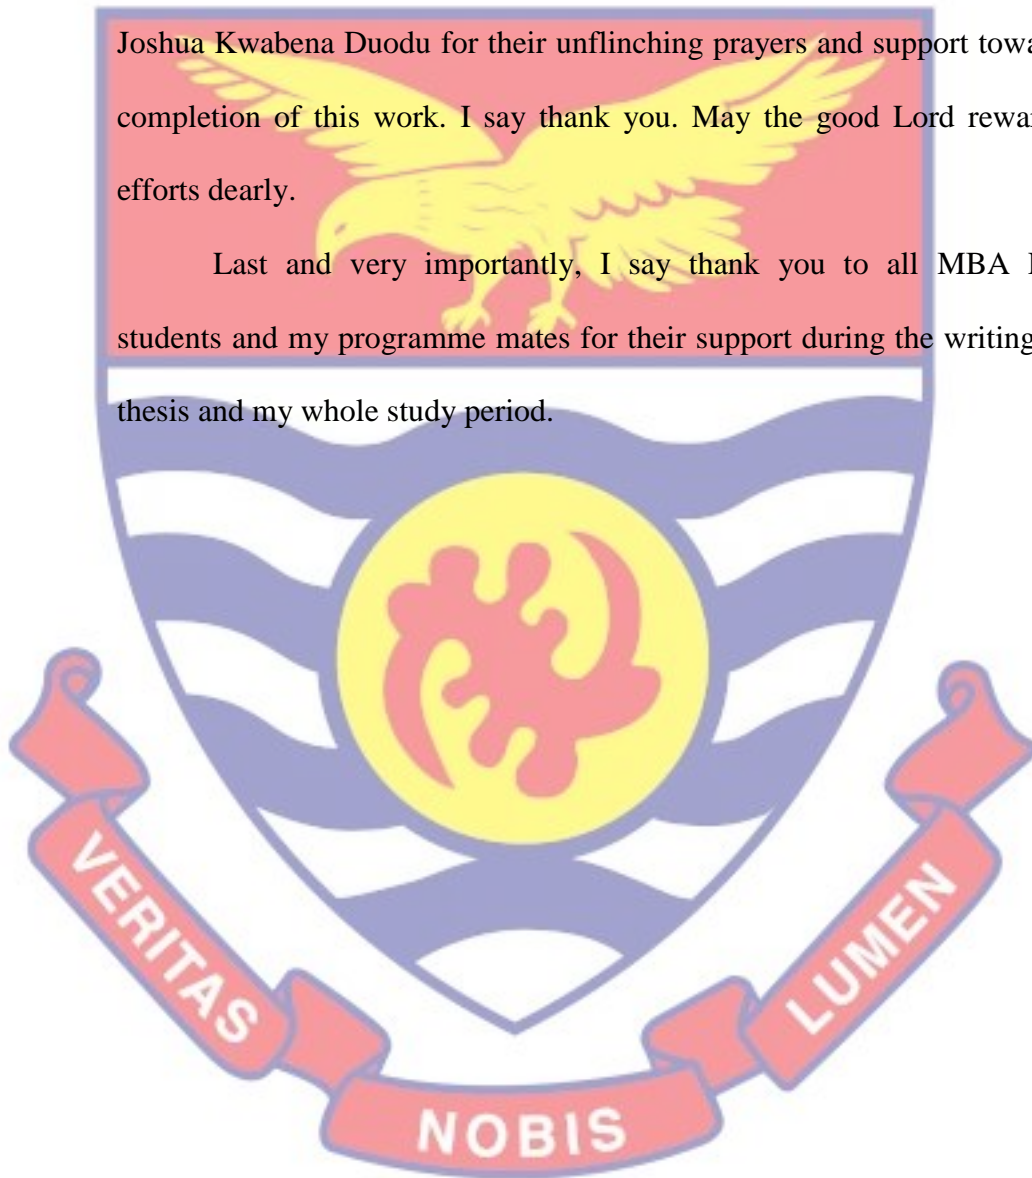 Joshua Kwabena Duodu for their unflinching prayers and support
completion of this work. I say thank you. May the good Lord
efforts dearly.
Last and very importantly, I say thank you to all MBA
students and my programme mates for their support during the writing
thesis and my whole study period.
VERITAS
NOBIS
LUMEN